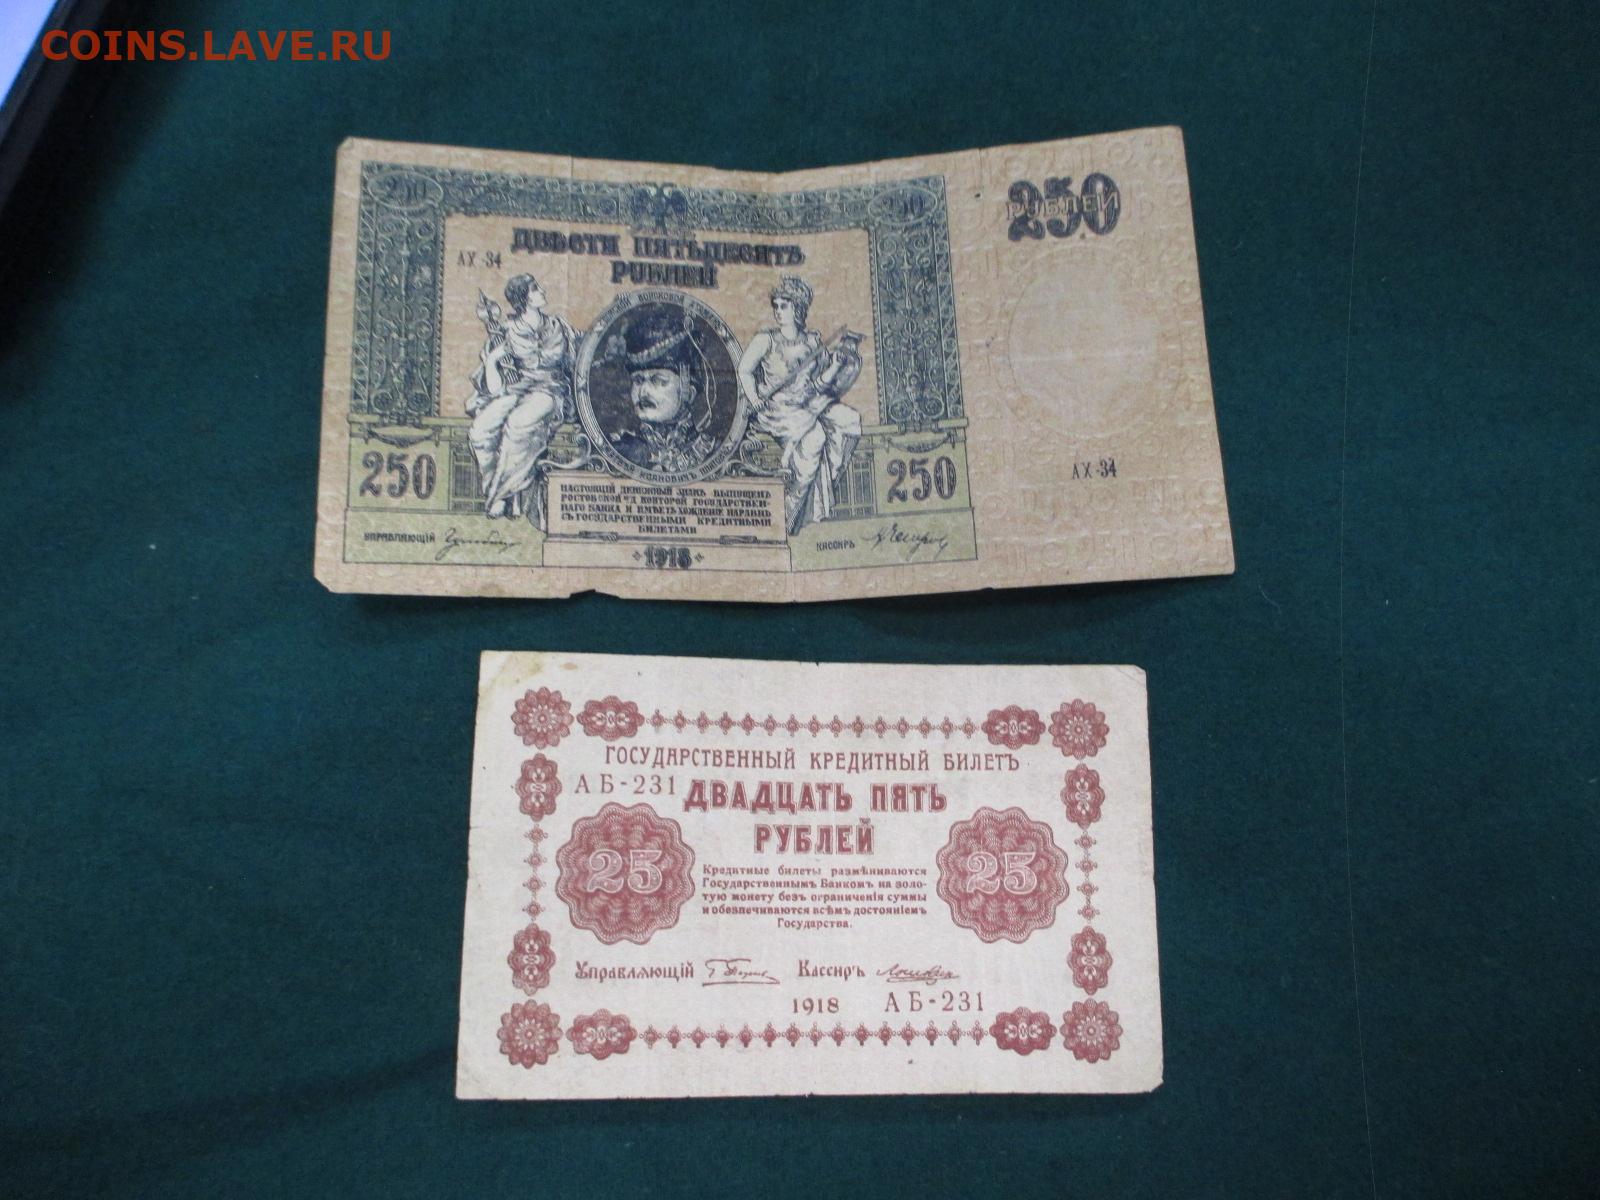 COINS.LAVE.RU
250
250
250
РУБЛЕЙ
ДВѢСТИ ПЯТЬДЕСЯТЪ
РУБЛЕЙ
АХ-34
250
250
АХ-34
НАСТОЯЩІЙ ДЕНЕЖНЫЙ ЗНАКЪ ВЫПУЩЕНЪ
РОСТОВСКОЙ н/Д КОНТОРОЙ ГОСУДАРСТВЕН-
НАГО БАНКА И ИМѢЕТЪ ХОЖДЕНІЕ НАРАВНѢ
СЪ ГОСУДАРСТВЕННЫМИ КРЕДИТНЫМИ
БИЛЕТАМИ
УПРАВЛЯЮЩІЙ
КАССИРЪ
1918
ГОСУДАРСТВЕННЫЙ КРЕДИТНЫЙ БИЛЕТЪ
АБ-231
ДВАДЦАТЬ ПЯТЬ
РУБЛЕЙ
25
25
Кредитные билеты размѣниваются
Государственнымъ Банкомъ на золо-
тую монету безъ ограниченія суммы
и обезпечиваются всѣмъ достояніемъ
Государства.
Управляющій
Кассиръ
1918
АБ-231